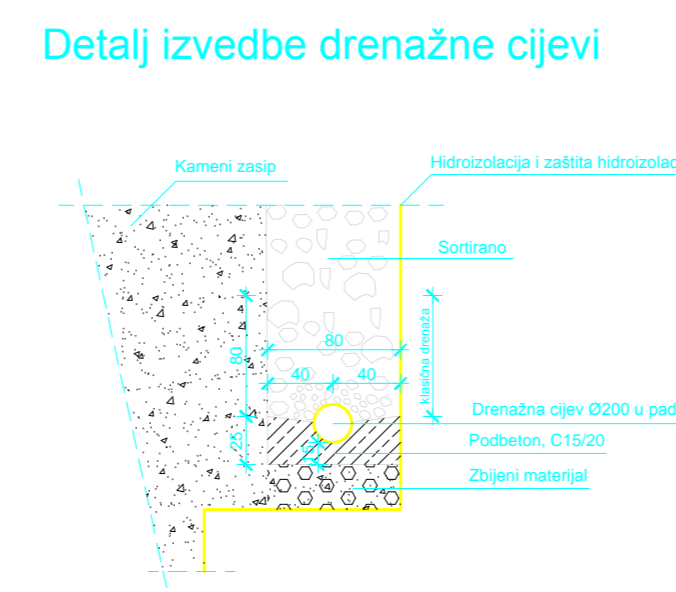 Detalj izvedbe drenažne cijevi
Kameni zasip
Hidroizolacija i zaštita hidroizolac
Sortirano
klasična drenaža
80
80
40 40
Drenažna cijev Ø200 u pad
25
Podbeton, C15/20
Zbijeni materijal